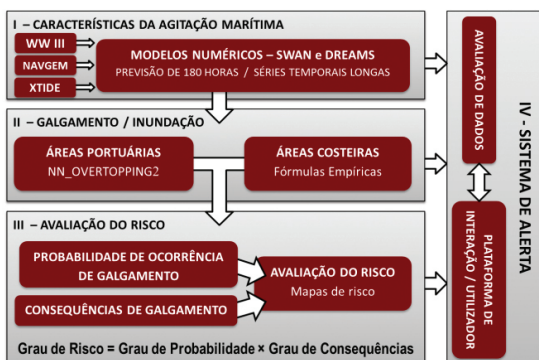 I – CARACTERÍSTICAS DA AGITAÇÃO MARÍTIMA
WW III
NAVGEM
XTIDE
MODELOS NUMÉRICOS – SWAN e DREAMS
PREVISÃO DE 180 HORAS / SÉRIES TEMPORAIS LONGAS
II – GALGAMENTO / INUNDAÇÃO
ÁREAS PORTUÁRIAS
NN_OVERTOPPING2
ÁREAS COSTEIRAS
Fórmulas Empíricas
III – AVALIAÇÃO DO RISCO
PROBABILIDADE DE OCORRÊNCIA
DE GALGAMENTO
CONSEQUÊNCIAS DE GALGAMENTO
AVALIAÇÃO DO RISCO
Mapas de risco
Grau de Risco = Grau de Probabilidade × Grau de Consequências
AVALIAÇÃO DE DADOS
PLATAFORMA DE
INTERAÇÃO / UTILIZADOR
IV - SISTEMA DE ALERTA